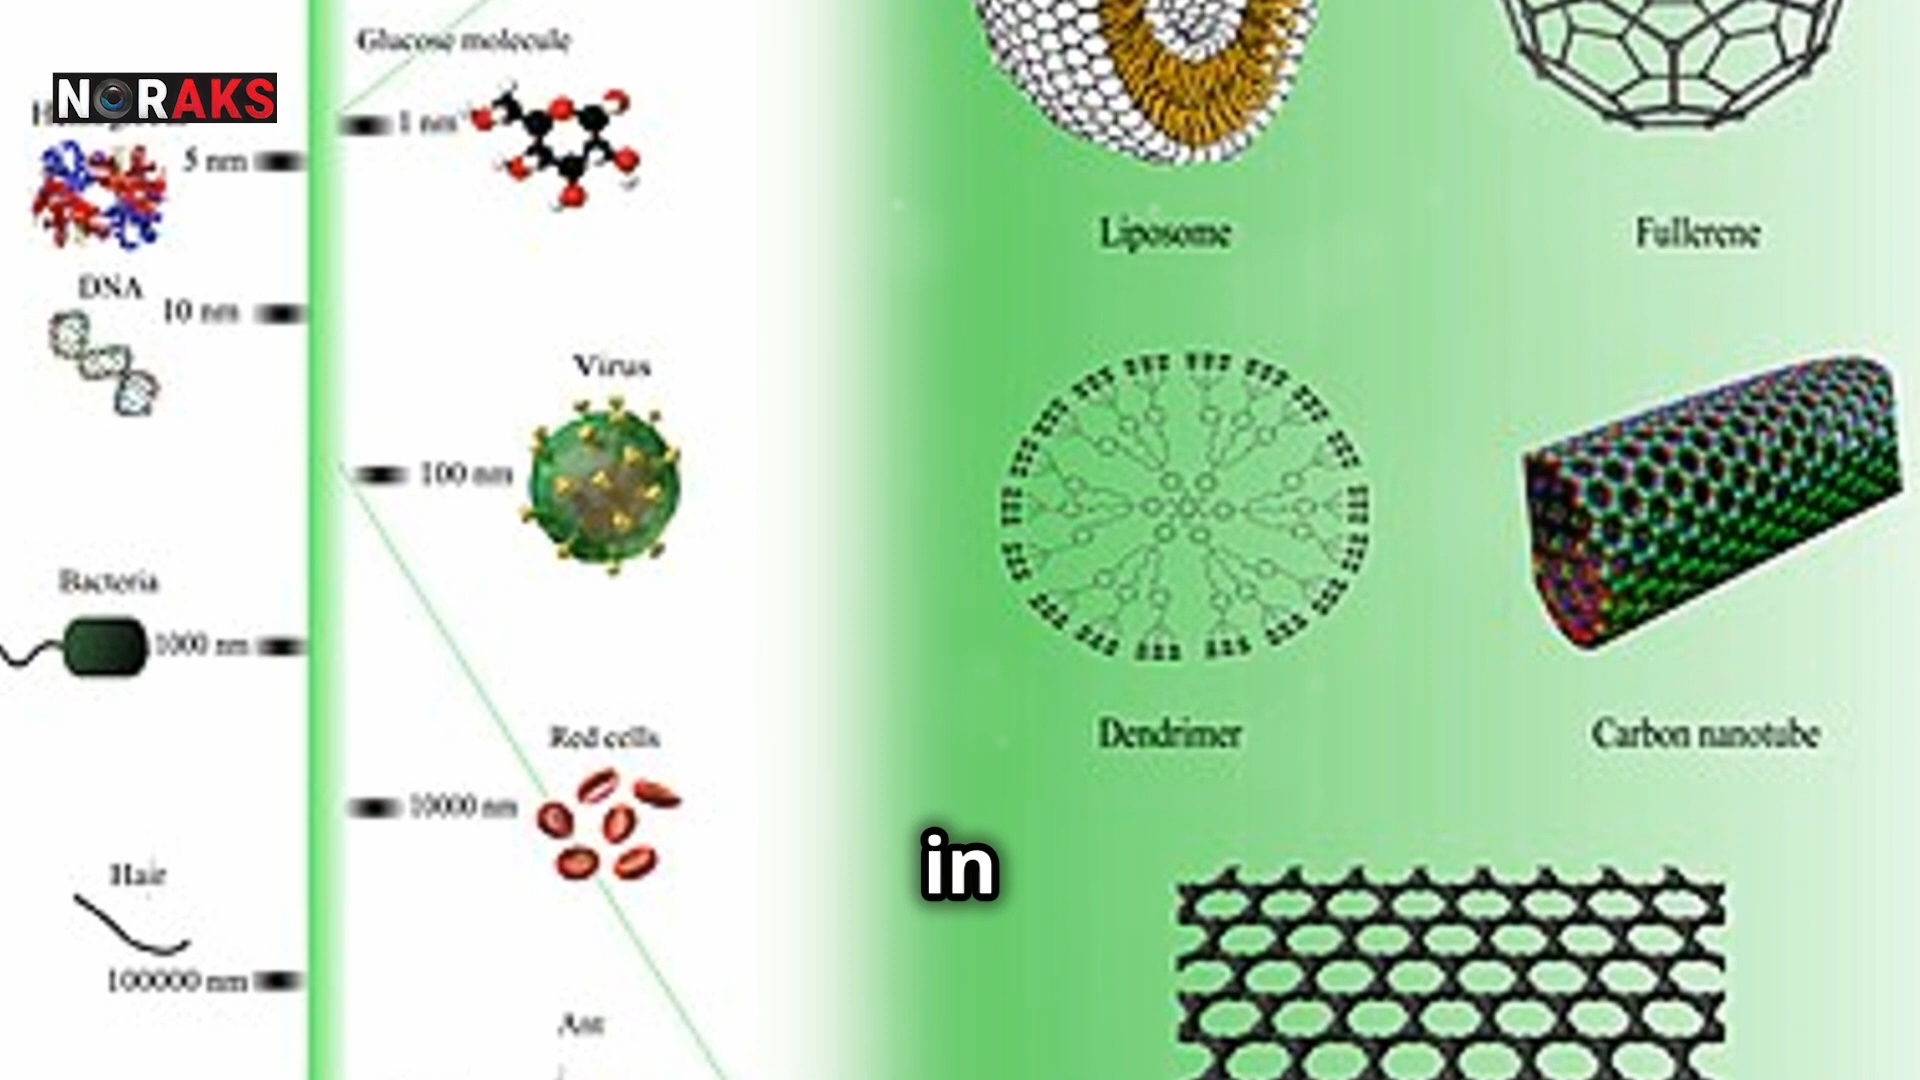 Glucose molecule
NORAKS
1 nm
5 nm
Liposome
Fullerene
DNA
10 nm
Virus
100 nm
Bacteria
1000 nm
Dendrimer
Carbon nanotube
Red cells
10000 nm
in
Hair
100000 nm
Ant